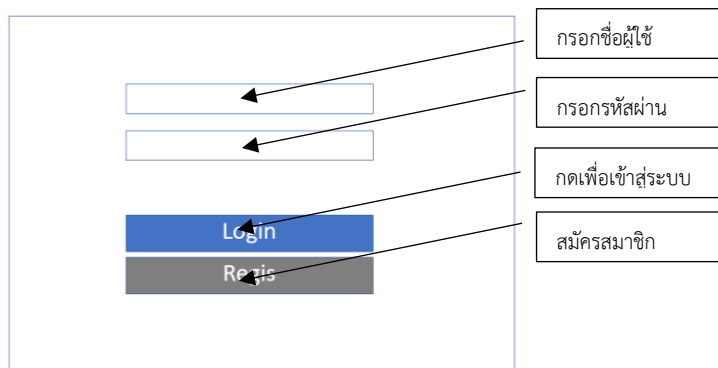 กรอกชื่อผู้ใช้
กรอกรหัสผ่าน
กดเพื่อเข้าสู่ระบบ
Login
สมัครสมาชิก
Regis